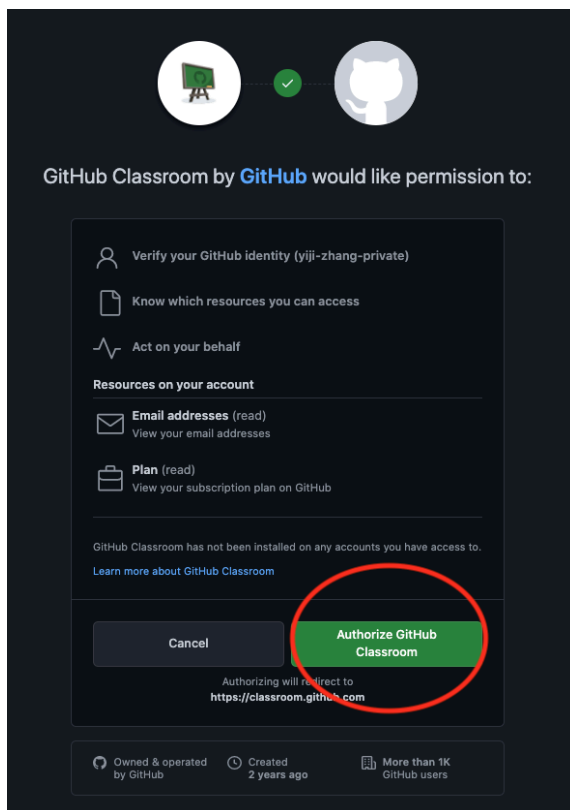 GitHub Classroom by GitHub would like permission to:
Verify your GitHub identity (yiji-zhang-private)
Know which resources you can access
Act on your behalf
Resources on your account
Email addresses (read)
View your email addresses
Plan (read)
View your subscription plan on GitHub
GitHub Classroom has not been installed on any accounts you have access to.
Learn more about GitHub Classroom
Cancel
Authorize GitHub
Classroom
Authorizing will redirect to
https://classroom.github.com
Owned & operated
by GitHub
Created
2 years ago
More than 1K
GitHub users